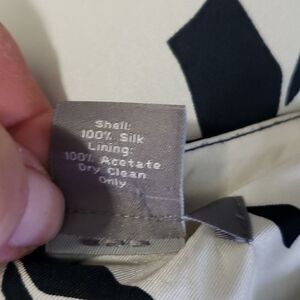 Shell:
100% Silk
Lining:
100% Acetate
Dry Clean
Only